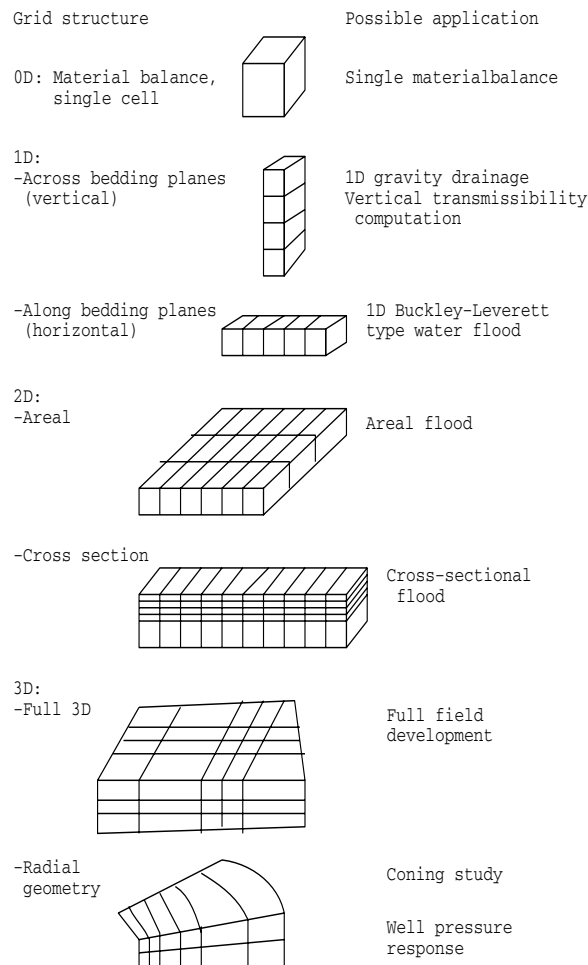 Grid structure
Possible application
0D: Material balance,
single cell
Single materialbalance
1D:
-Across bedding planes
(vertical)
1D gravity drainage
Vertical transmissibility
computation
-Along bedding planes
(horizontal)
1D Buckley-Leverett
type water flood
2D:
-Areal
Areal flood
-Cross section
Cross-sectional
flood
3D:
-Full 3D
Full field
development
-Radial
geometry
Coning study
Well pressure
response